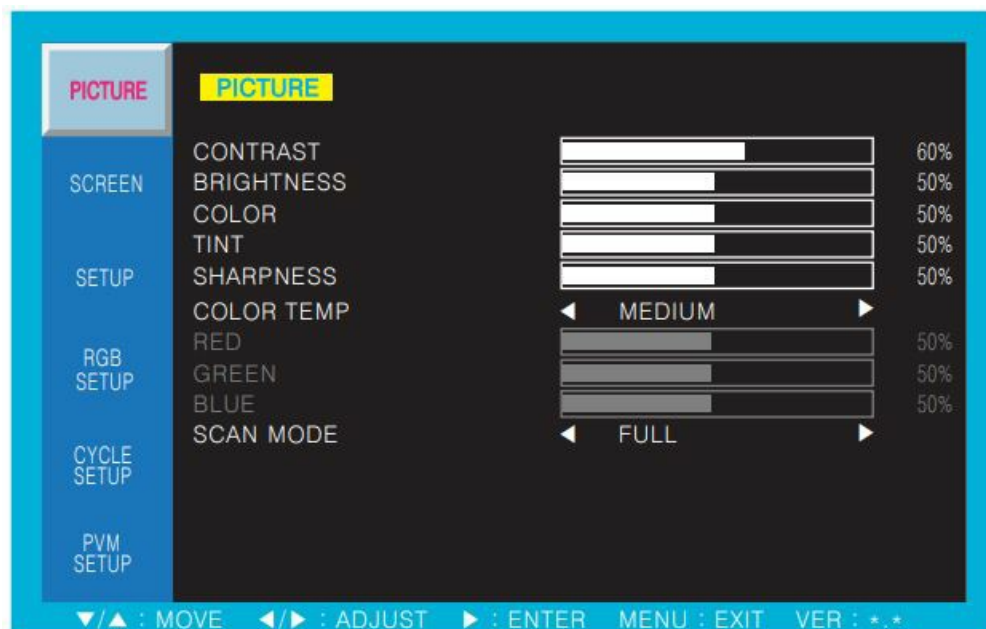 PICTURE
SCREEN
SETUP
RGB
SETUP
CYCLE
SETUP
PVM
SETUP
PICTURE
CONTRAST 60%
BRIGHTNESS 50%
COLOR 50%
TINT 50%
SHARPNESS 50%
COLOR TEMP ◀ MEDIUM ▶
RED 50%
GREEN 50%
BLUE 50%
SCAN MODE ◀ FULL ▶
▼/▲ : MOVE ◀/▶ : ADJUST ▶ : ENTER MENU : EXIT VER : *.*